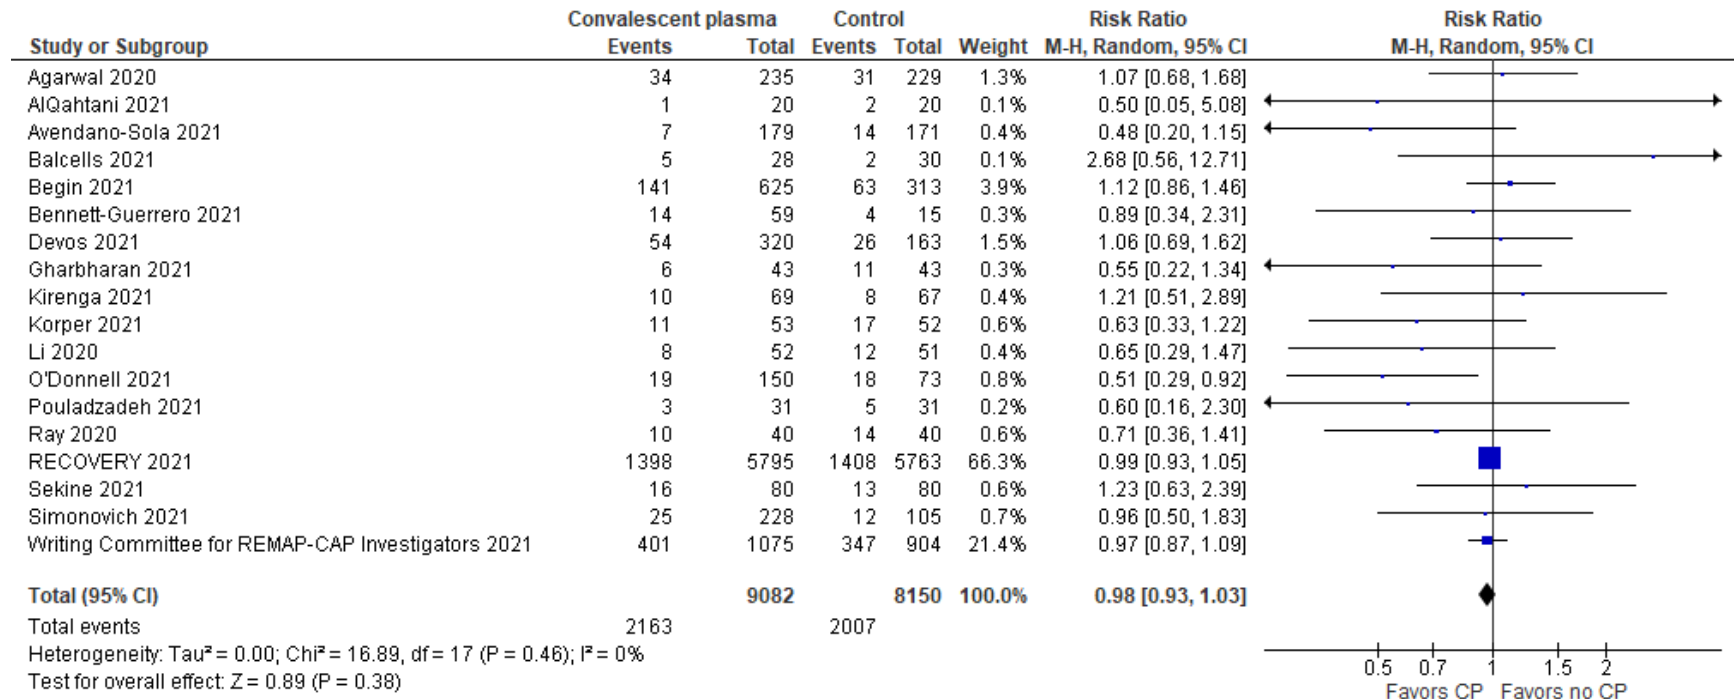 Convalescent plasma Control Risk Ratio Risk Ratio
Study or Subgroup Events Total Events Total Weight M-H, Random, 95% CI M-H, Random, 95% CI
Agarwal 2020 34 235 31 229 1.3% 1.07 [0.68, 1.68]
AlQahtani 2021 1 20 2 20 0.1% 0.50 [0.05, 5.08]
Avendano-Sola 2021 7 179 14 171 0.4% 0.48 [0.20, 1.15]
Balcells 2021 5 28 2 30 0.1% 2.68 [0.56, 12.71]
Begin 2021 141 625 63 313 3.9% 1.12 [0.86, 1.46]
Bennett-Guerrero 2021 14 59 4 15 0.3% 0.89 [0.34, 2.31]
Devos 2021 54 320 26 163 1.5% 1.06 [0.69, 1.62]
Gharbharan 2021 6 43 11 43 0.3% 0.55 [0.22, 1.34]
Kirenga 2021 10 69 8 67 0.4% 1.21 [0.51, 2.89]
Korper 2021 11 53 17 52 0.6% 0.63 [0.33, 1.22]
Li 2020 8 52 12 51 0.4% 0.65 [0.29, 1.47]
O'Donnell 2021 19 150 18 73 0.8% 0.51 [0.29, 0.92]
Pouladzadeh 2021 3 31 5 31 0.2% 0.60 [0.16, 2.30]
Ray 2020 10 40 14 40 0.6% 0.71 [0.36, 1.41]
RECOVERY 2021 1398 5795 1408 5763 66.3% 0.99 [0.93, 1.05]
Sekine 2021 16 80 13 80 0.6% 1.23 [0.63, 2.39]
Simonovich 2021 25 228 12 105 0.7% 0.96 [0.50, 1.83]
Writing Committee for REMAP-CAP Investigators 2021 401 1075 347 904 21.4% 0.97 [0.87, 1.09]
Total (95% CI) 9082 8150 100.0% 0.98 [0.93, 1.03]
Total events 2163 2007
Heterogeneity: Tau² = 0.00; Chi² = 16.89, df = 17 (P = 0.46); I² = 0%
Test for overall effect: Z = 0.89 (P = 0.38)
0.5 0.7 1 1.5 2
Favors CP Favors no CP